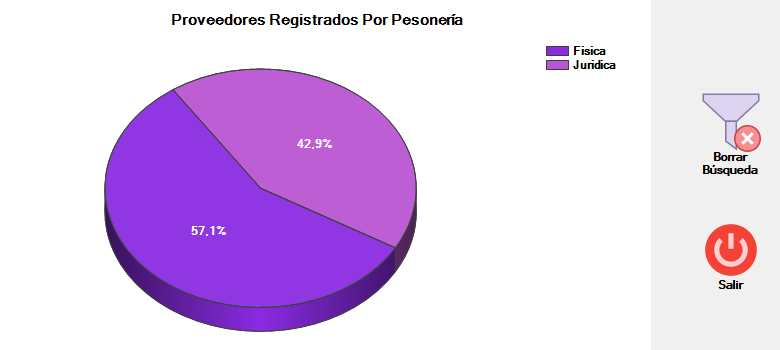 Proveedores Registrados Por Pesonería
Fisica
Juridica
42,9%
57,1%
Borrar
Búsqueda
Salir